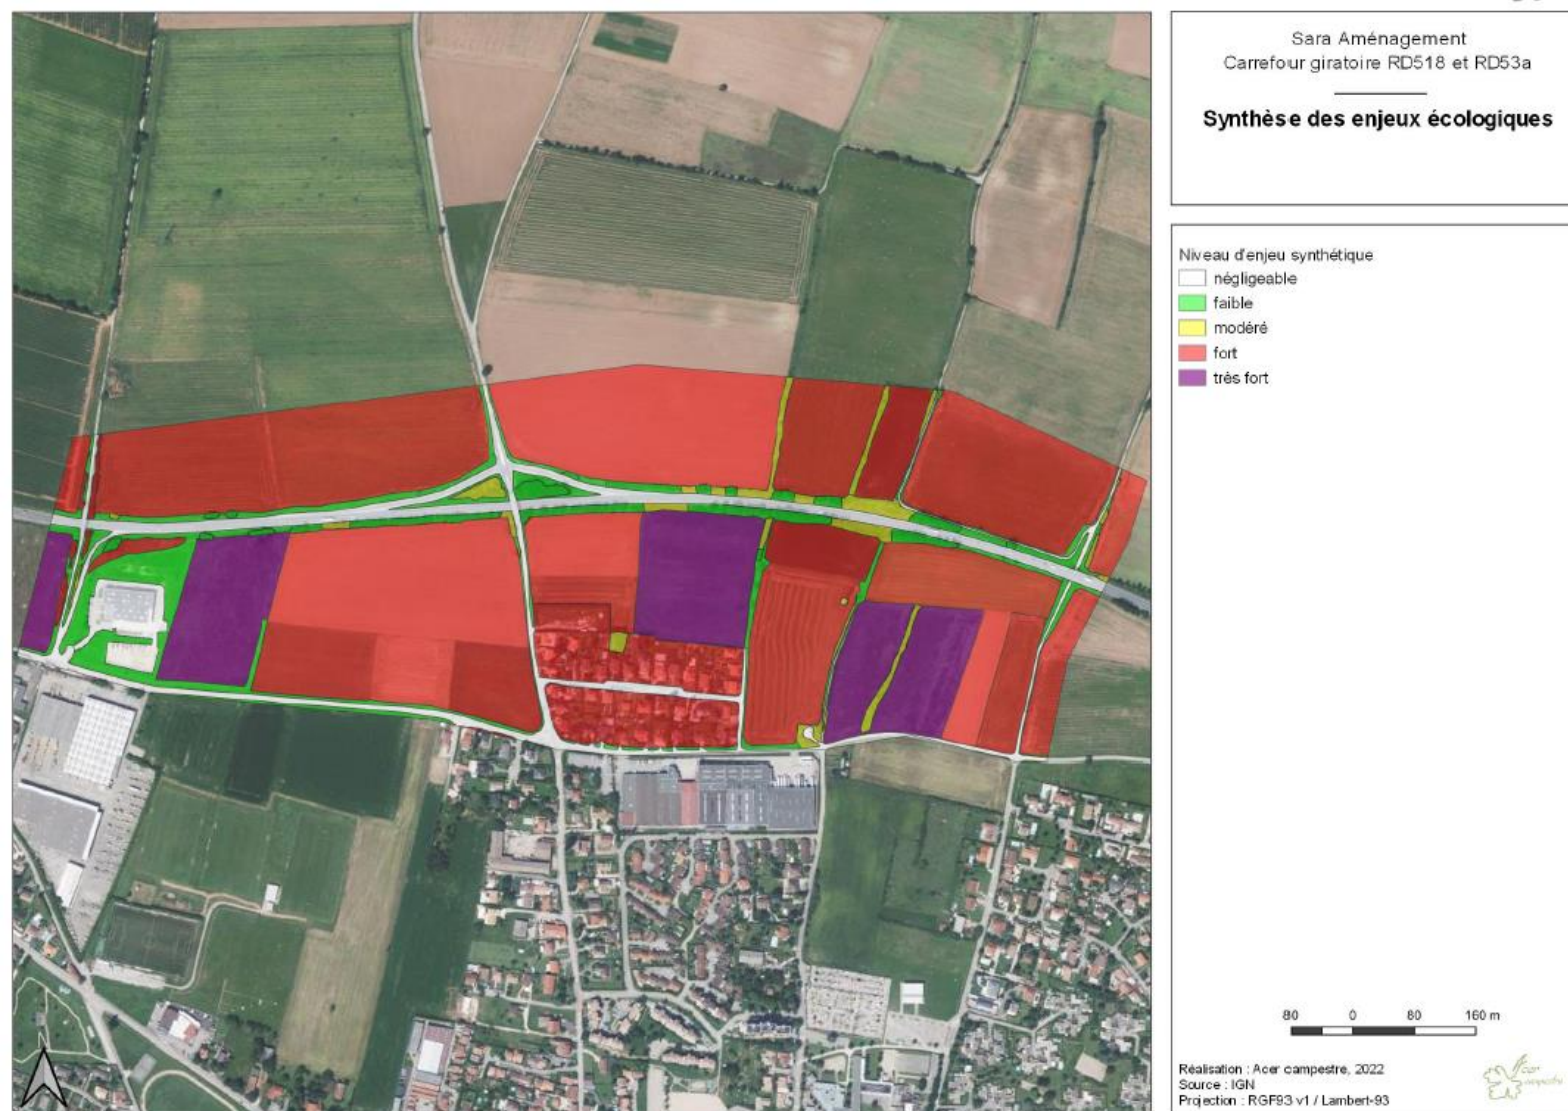 Sara Aménagement
Carrefour giratoire RD518 et RD53a
Synthèse des enjeux écologiques
Niveau d'enjeu synthétique
négligeable
faible
modéré
fort
très fort
80 0 80 160 m
Réalisation : Acer campestre, 2022
Source : IGN
Projection : RGF93 v1 / Lambert-93